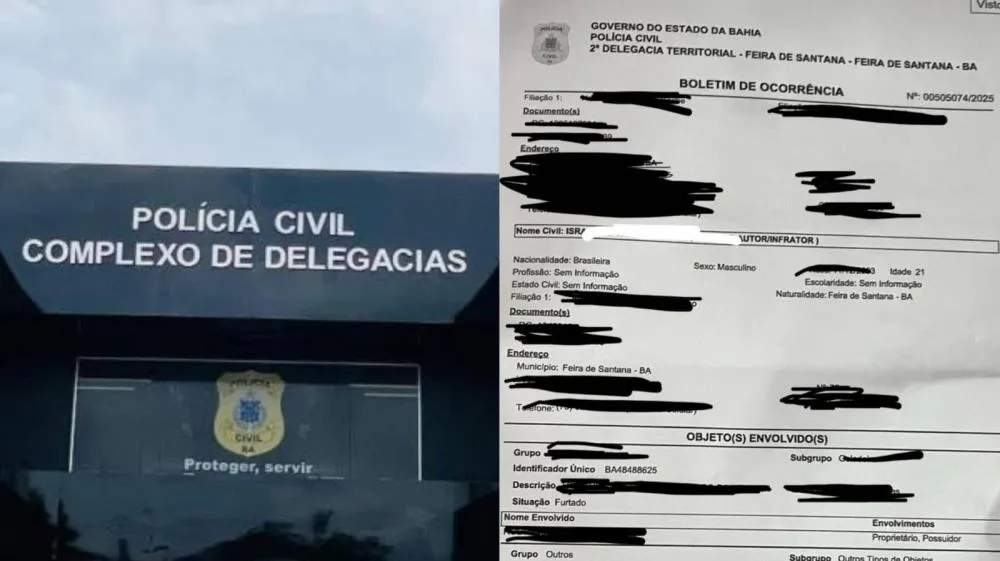 POLÍCIA CIVIL
COMPLEXO DE DELEGACIAS
POLÍCIA
CIVIL
BA
Proteger, servir
Visto
GOVERNO DO ESTADO DA BAHIA
POLÍCIA CIVIL
2ª DELEGACIA TERRITORIAL - FEIRA DE SANTANA - FEIRA DE SANTANA - BA
BOLETIM DE OCORRÊNCIA
Nº: 00505074/2025
Filiação 1:
Documento(s)
Endereço
Nome Civil: ISRA
AUTOR/INFRATOR )
Nacionalidade: Brasileira
Sexo: Masculino
Idade 21
Profissão: Sem Informação
Escolaridade: Sem Informação
Estado Civil: Sem Informação
Naturalidade: Feira de Santana - BA
Filiação 1:
Documento(s)
Endereço
Município: Feira de Santana - BA
Telefone:
OBJETO(S) ENVOLVIDO(S)
Grupo
Subgrupo
Identificador Único BA48488625
Descrição
Situação Furtado
Nome Envolvido
Envolvimentos
Proprietário, Possuidor
Grupo Outros
Subgrupo Outros Tipos de Objetos